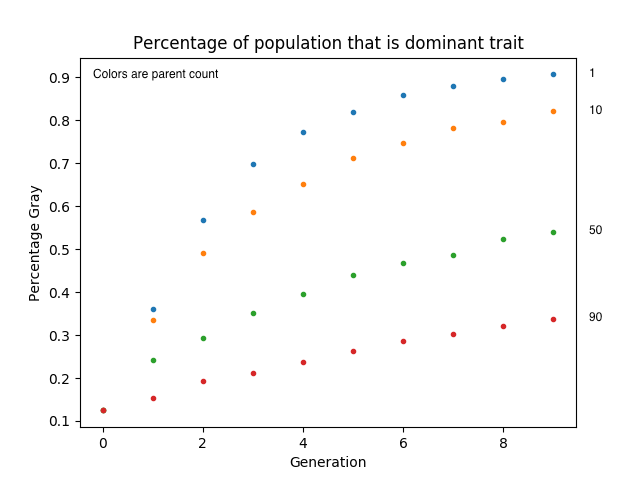 Percentage of population that is dominant trait
Colors are parent count
Percentage Gray
0.9
0.8
0.7
0.6
0.5
0.4
0.3
0.2
0.1
1
10
50
90
0 2 4 6 8
Generation